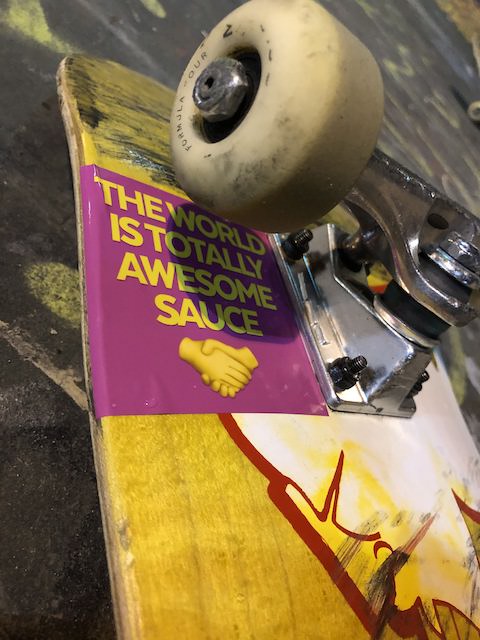 FORMULA FOUR
THE WORLD
IS TOTALLY
AWESOME
SAUCE